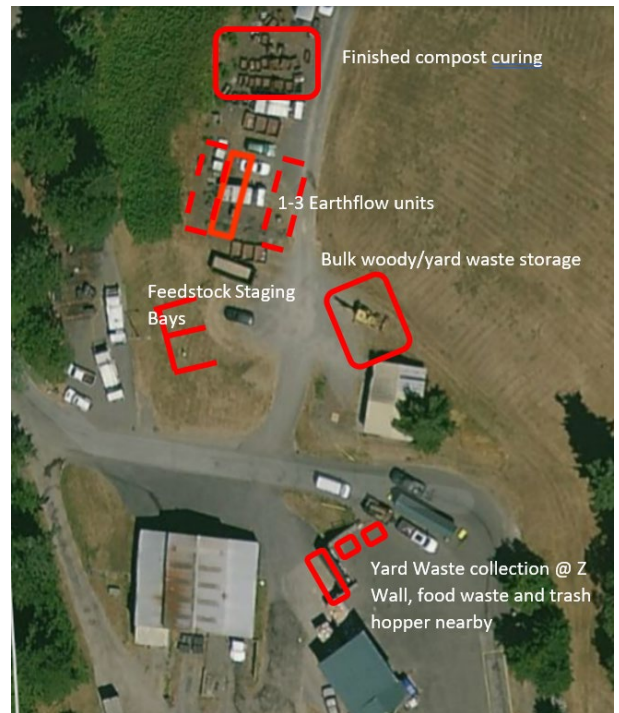 Finished compost curing
1-3 Earthflow units
Bulk woody/yard waste storage
Feedstock Staging
Bays
Yard Waste collection @ Z
Wall, food waste and trash
hopper nearby